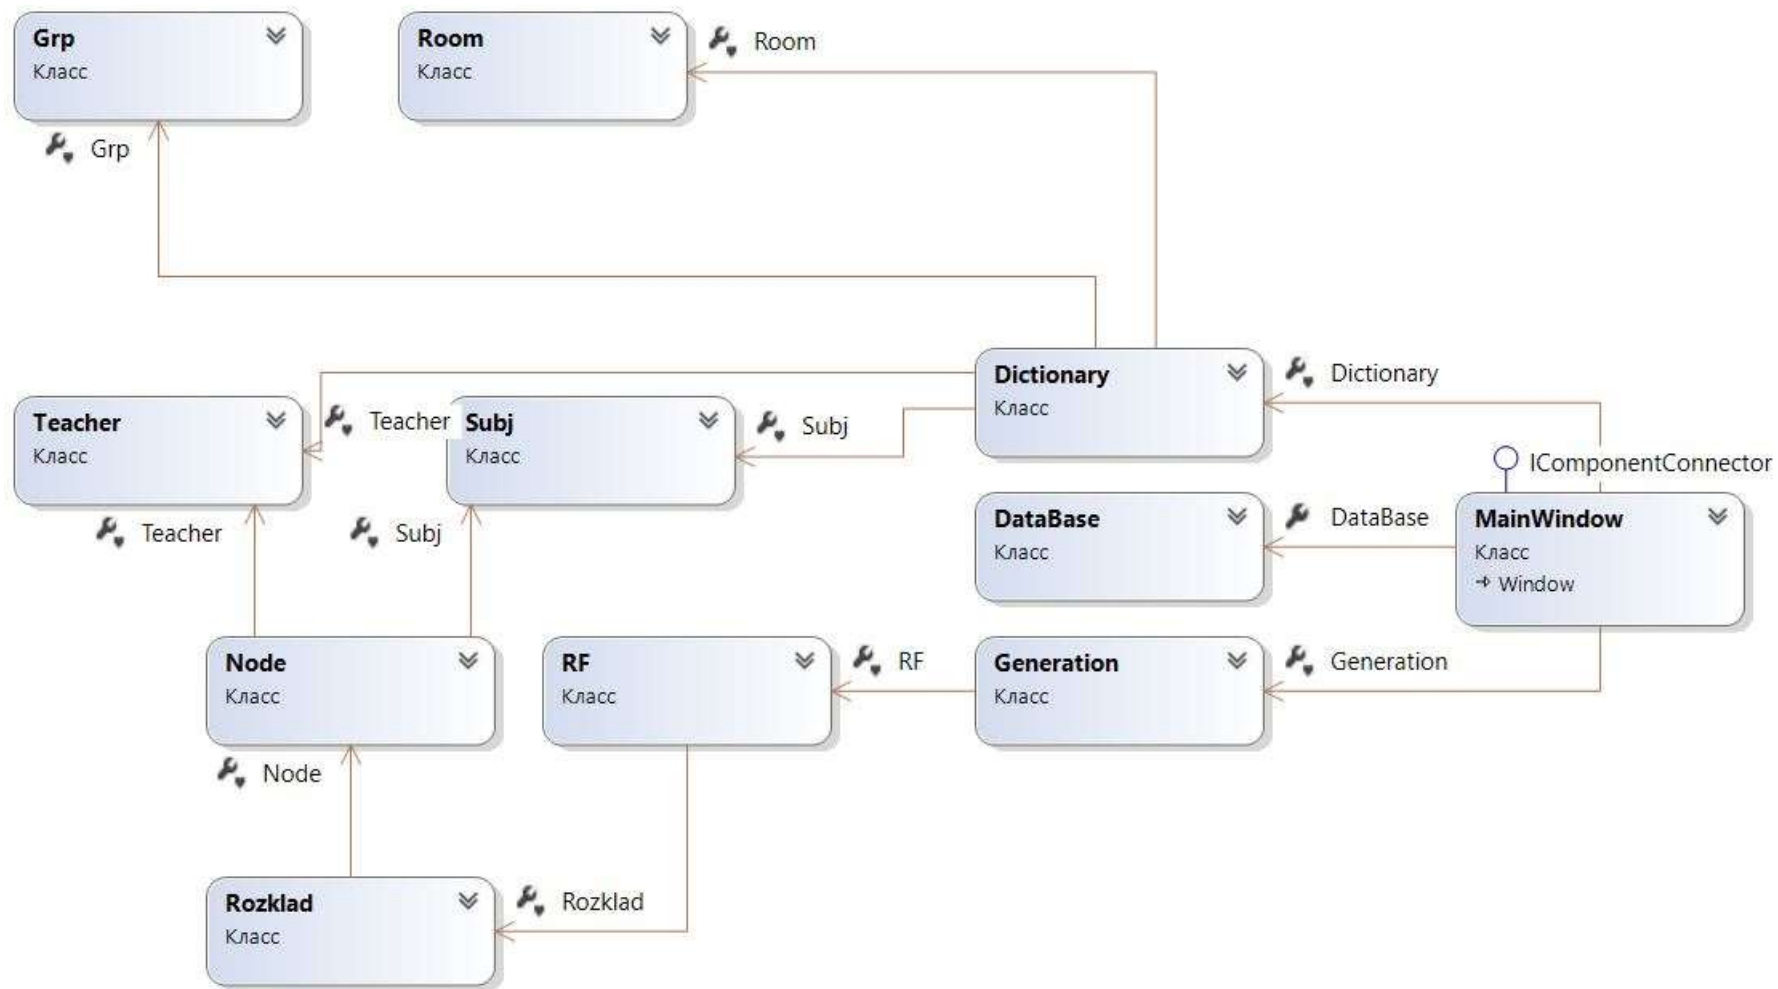 Grp
Класс
Room
Класс
Room
Grp
Dictionary
Класс
Dictionary
Teacher
Класс
Teacher
Subj
Класс
Subj
IComponentConnector
DataBase
Класс
DataBase
MainWindow
Класс
Window
Teacher
Subj
Node
Класс
RF
Класс
RF
Generation
Класс
Generation
Node
Rozklad
Класс
Rozklad